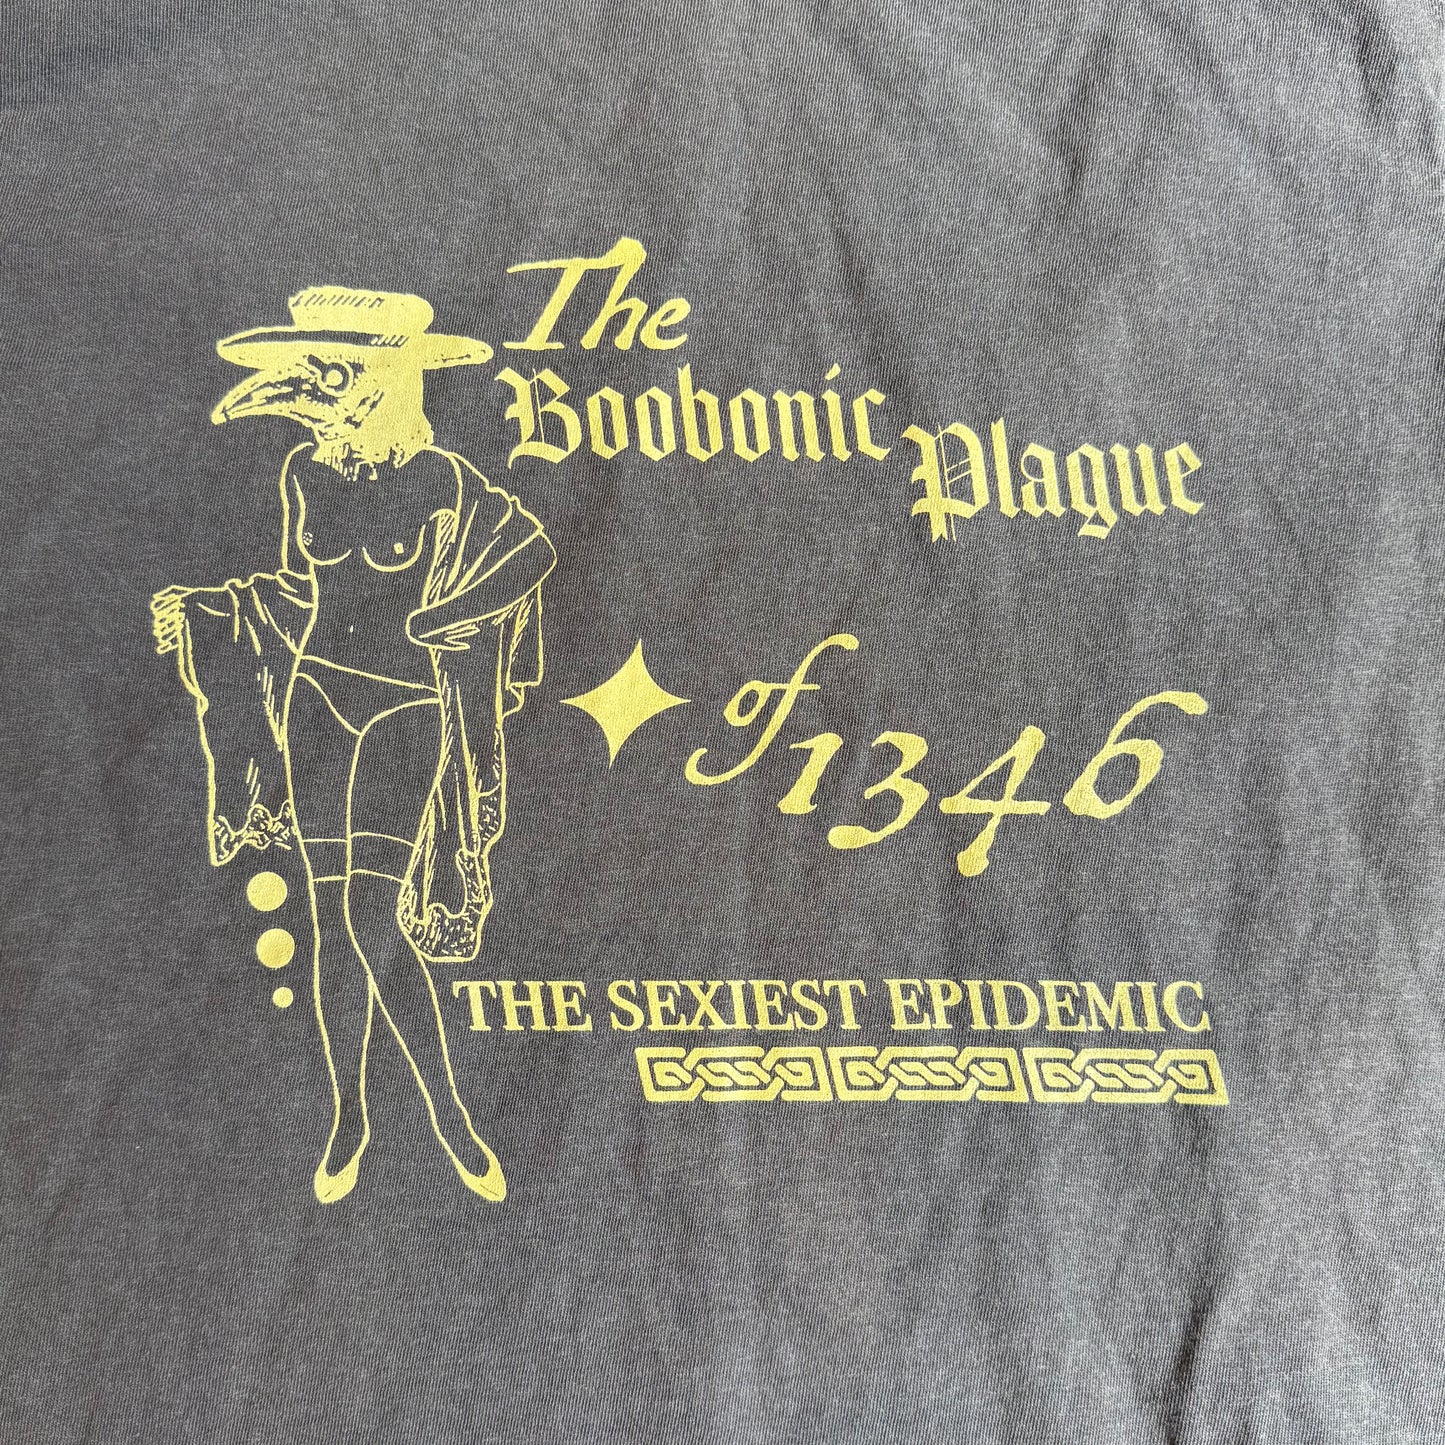 The
Boobonic
Plague
of 1346
THE SEXIEST EPIDEMIC